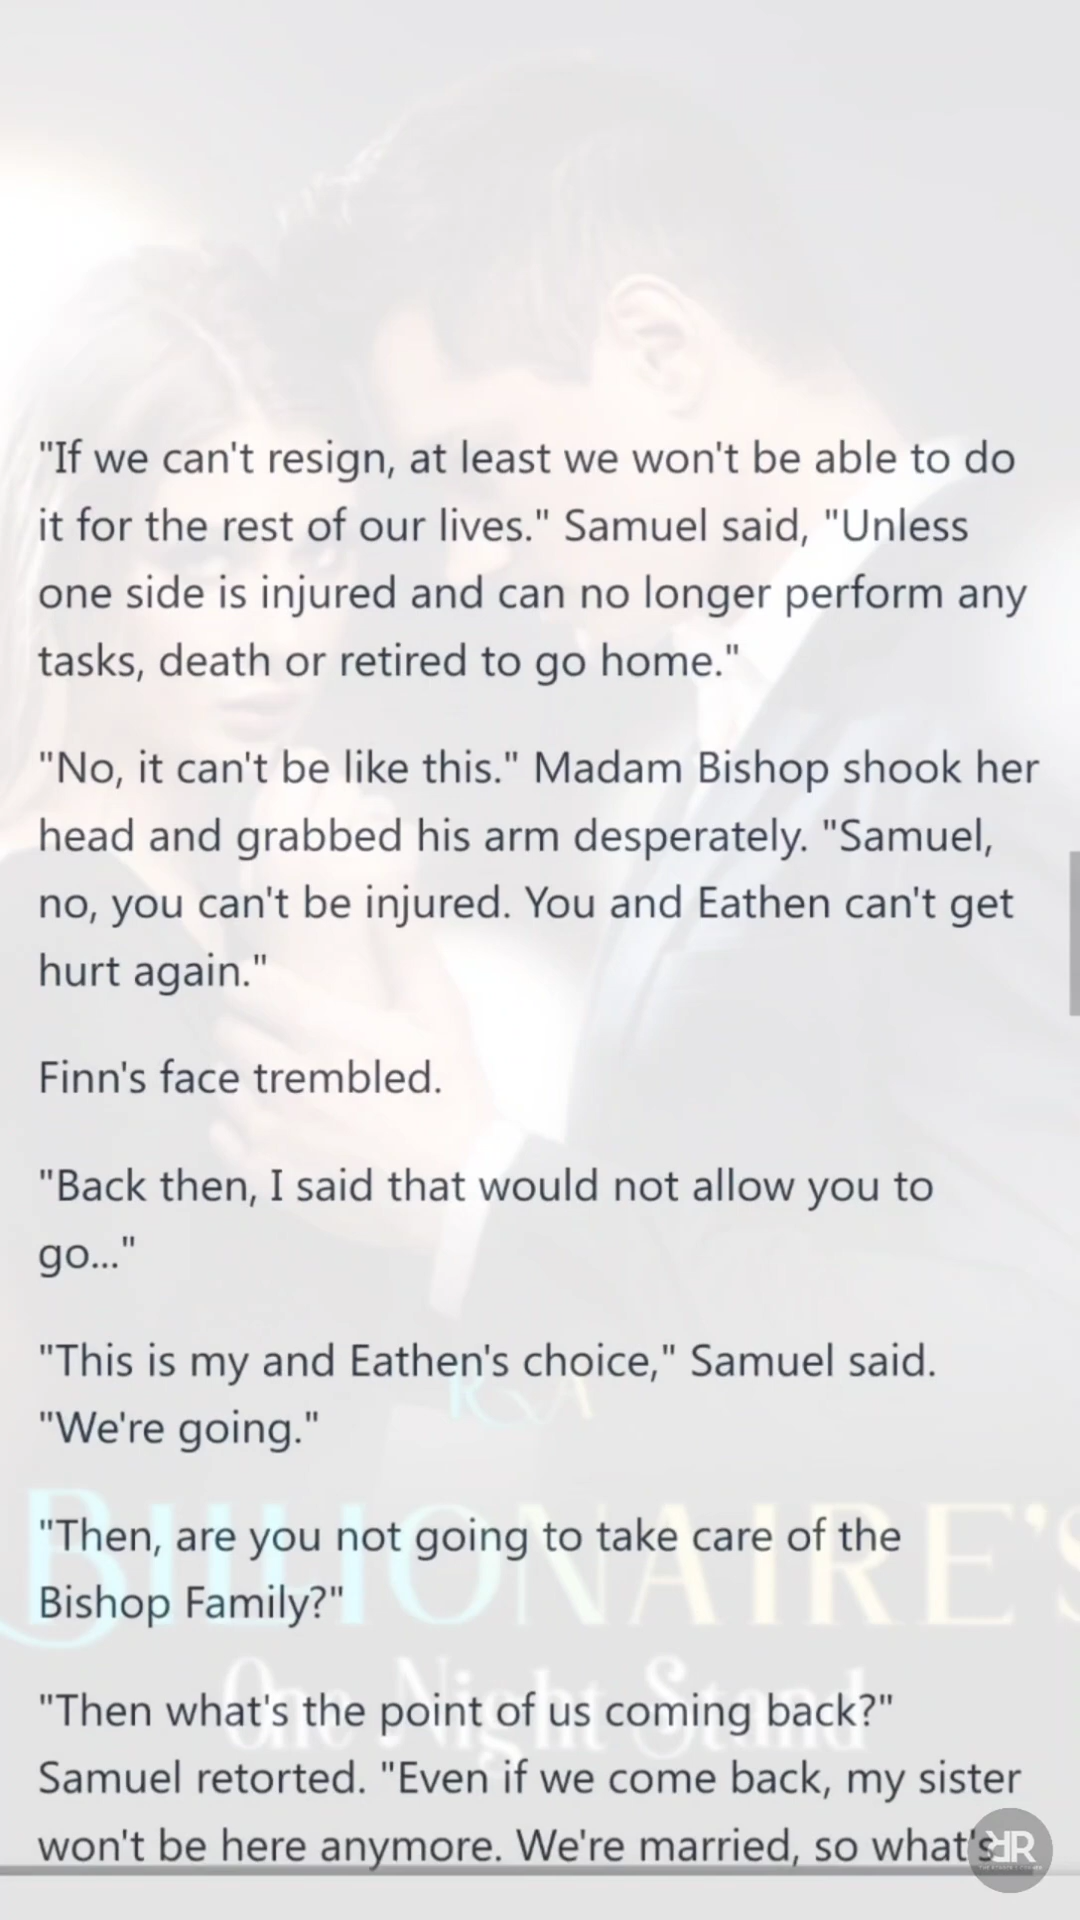 "If we can't resign, at least we won't be able to do
it for the rest of our lives." Samuel said, "Unless
one side is injured and can no longer perform any
tasks, death or retired to go home."
"No, it can't be like this." Madam Bishop shook her
head and grabbed his arm desperately. "Samuel,
no, you can't be injured. You and Eathen can't get
hurt again."
Finn's face trembled.
"Back then, I said that would not allow you to
go..."
"This is my and Eathen's choice," Samuel said.
"We're going."
"Then, are you not going to take care of the
Bishop Family?"
"Then what's the point of us coming back?"
Samuel retorted. "Even if we come back, my sister
won't be here anymore. We're married, so what's
BILLIONAIRE'S
One Night Stand